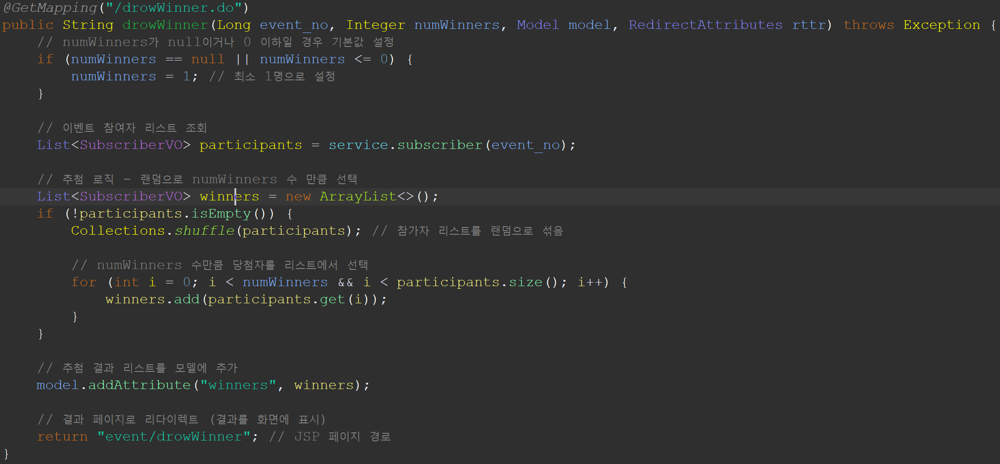 @GetMapping("/drowWinner.do")
public String drowWinner(Long event_no, Integer numWinners, Model model, RedirectAttributes rttr) throws Exception {
    // numWinners가 null이거나 0 이하일 경우 기본값 설정
    if (numWinners == null || numWinners <= 0) {
        numWinners = 1; // 최소 1명으로 설정
    }
    // 이벤트 참여자 리스트 조회
    List<SubscriberVO> participants = service.subscriber(event_no);
    // 추첨 로직 - 랜덤으로 numWinners 수 만큼 선택
    List<SubscriberVO> winners = new ArrayList<>();
    if (!participants.isEmpty()) {
        Collections.shuffle(participants); // 참가자 리스트를 랜덤으로 섞음
        // numWinners 수만큼 당첨자를 리스트에서 선택
        for (int i = 0; i < numWinners && i < participants.size(); i++) {
            winners.add(participants.get(i));
        }
    }
    // 추첨 결과 리스트를 모델에 추가
    model.addAttribute("winners", winners);
    // 결과 페이지로 리다이렉트 (결과를 화면에 표시)
    return "event/drowWinner"; // JSP 페이지 경로
}